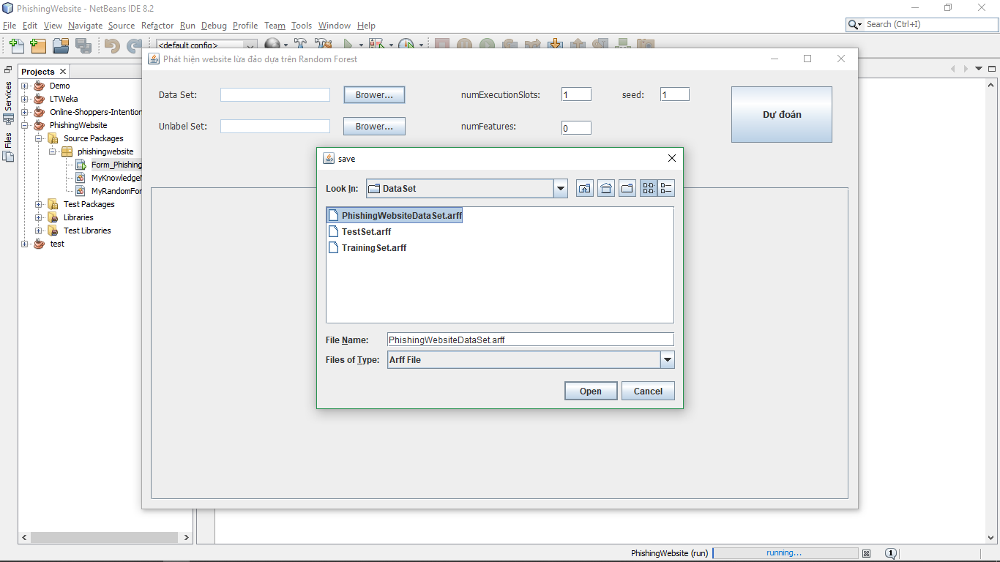 PhishingWebsite - NetBeans IDE 8.2
File Edit View Navigate Source Refactor Run Debug Profile Team Tools Window Help
Search (Ctrl+I)
<default config>
Phát hiện website lừa đảo dựa trên Random Forest
Projects
Services
Files
Demo
LTWeka
Online-Shoppers-Intention
PhishingWebsite
Source Packages
phishingwebsite
Form_Phishing
MyKnowledge
MyRandomFor
Test Packages
Libraries
Test Libraries
test
Data Set:
Brower...
numExecutionSlots:
1
seed:
1
Dự đoán
Unlabel Set:
Brower...
numFeatures:
0
save
Look In:
DataSet
PhishingWebsiteDataSet.arff
TestSet.arff
TrainingSet.arff
File Name:
PhishingWebsiteDataSet.arff
Files of Type:
Arff File
Open
Cancel
PhishingWebsite (run)
running...
1